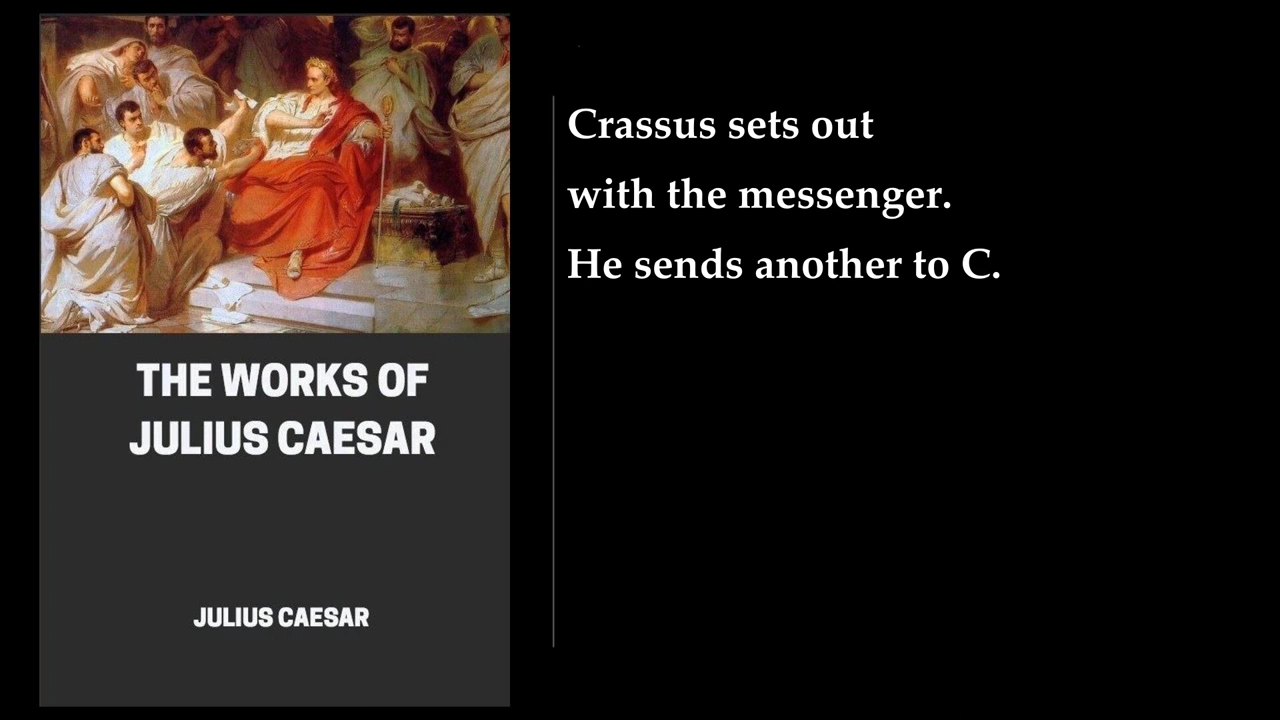 THE WORKS OF
JULIUS CAESAR
JULIUS CAESAR
Crassus sets out
with the messenger.
He sends another to C.